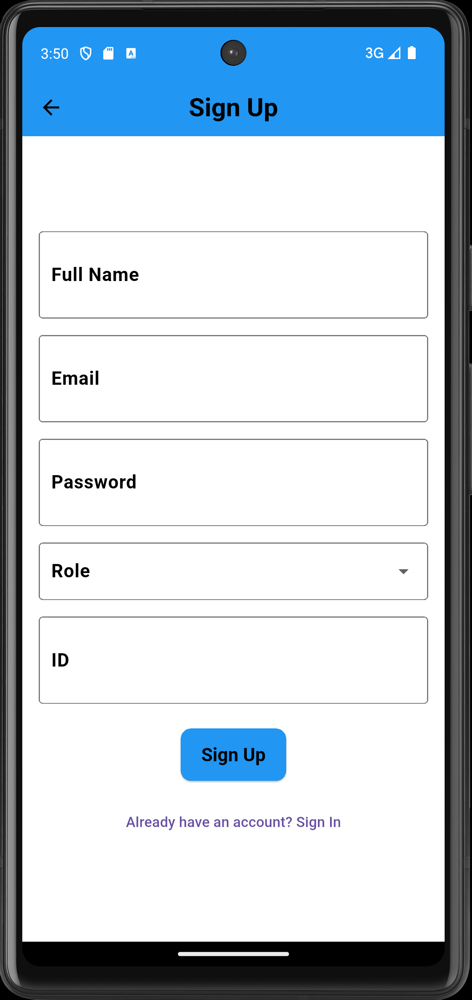 3:50 3G
Sign Up
Full Name
Email
Password
Role
ID
Sign Up
Already have an account? Sign In